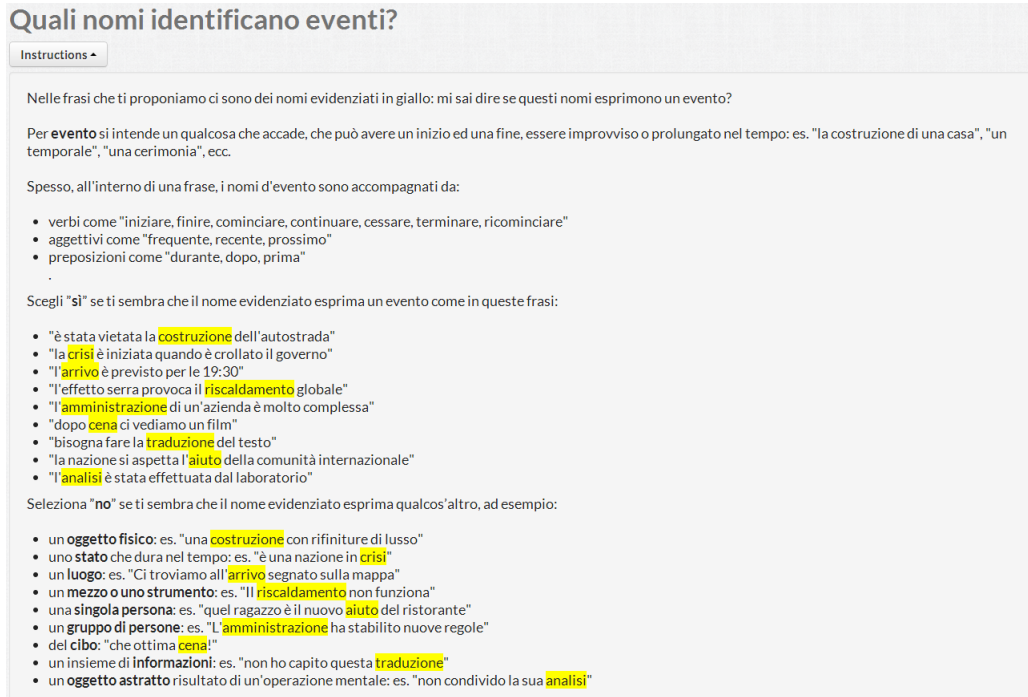 Quali nomi identificano eventi?
Instructions
Nelle frasi che ti proponiamo ci sono dei nomi evidenziati in giallo: mi sai dire se questi nomi esprimono un evento?
Per evento si intende un qualcosa che accade, che può avere un inizio ed una fine, essere improvviso o prolungato nel tempo: es. "la costruzione di una casa", "un
temporale", "una cerimonia", ecc.
Spesso, all'interno di una frase, i nomi d'evento sono accompagnati da:
• verbi come "iniziare, finire, cominciare, continuare, cessare, terminare, ricominciare"
• aggettivi come "frequente, recente, prossimo"
• preposizioni come "durante, dopo, prima"
.
Scegli "sì" se ti sembra che il nome evidenziato esprima un evento come in queste frasi:
• "è stata vietata la costruzione dell'autostrada"
• "la crisi è iniziata quando è crollato il governo"
• "l'arrivo è previsto per le 19:30"
• "l'effetto serra provoca il riscaldamento globale"
• "l'amministrazione di un'azienda è molto complessa"
• "dopo cena ci vediamo un film"
• "bisogna fare la traduzione del testo"
• "la nazione si aspetta l'aiuto della comunità internazionale"
• "l'analisi è stata effettuata dal laboratorio"
Seleziona "no" se ti sembra che il nome evidenziato esprima qualcos'altro, ad esempio:
• un oggetto fisico: es. "una costruzione con rifiniture di lusso"
• uno stato che dura nel tempo: es. "è una nazione in crisi"
• un luogo: es. "Ci troviamo all'arrivo segnato sulla mappa"
• un mezzo o uno strumento: es. "Il riscaldamento non funziona"
• una singola persona: es. "quel ragazzo è il nuovo aiuto del ristorante"
• un gruppo di persone: es. "L'amministrazione ha stabilito nuove regole"
• del cibo: "che ottima cena!"
• un insieme di informazioni: es. "non ho capito questa traduzione"
• un oggetto astratto risultato di un'operazione mentale: es. "non condivido la sua analisi"